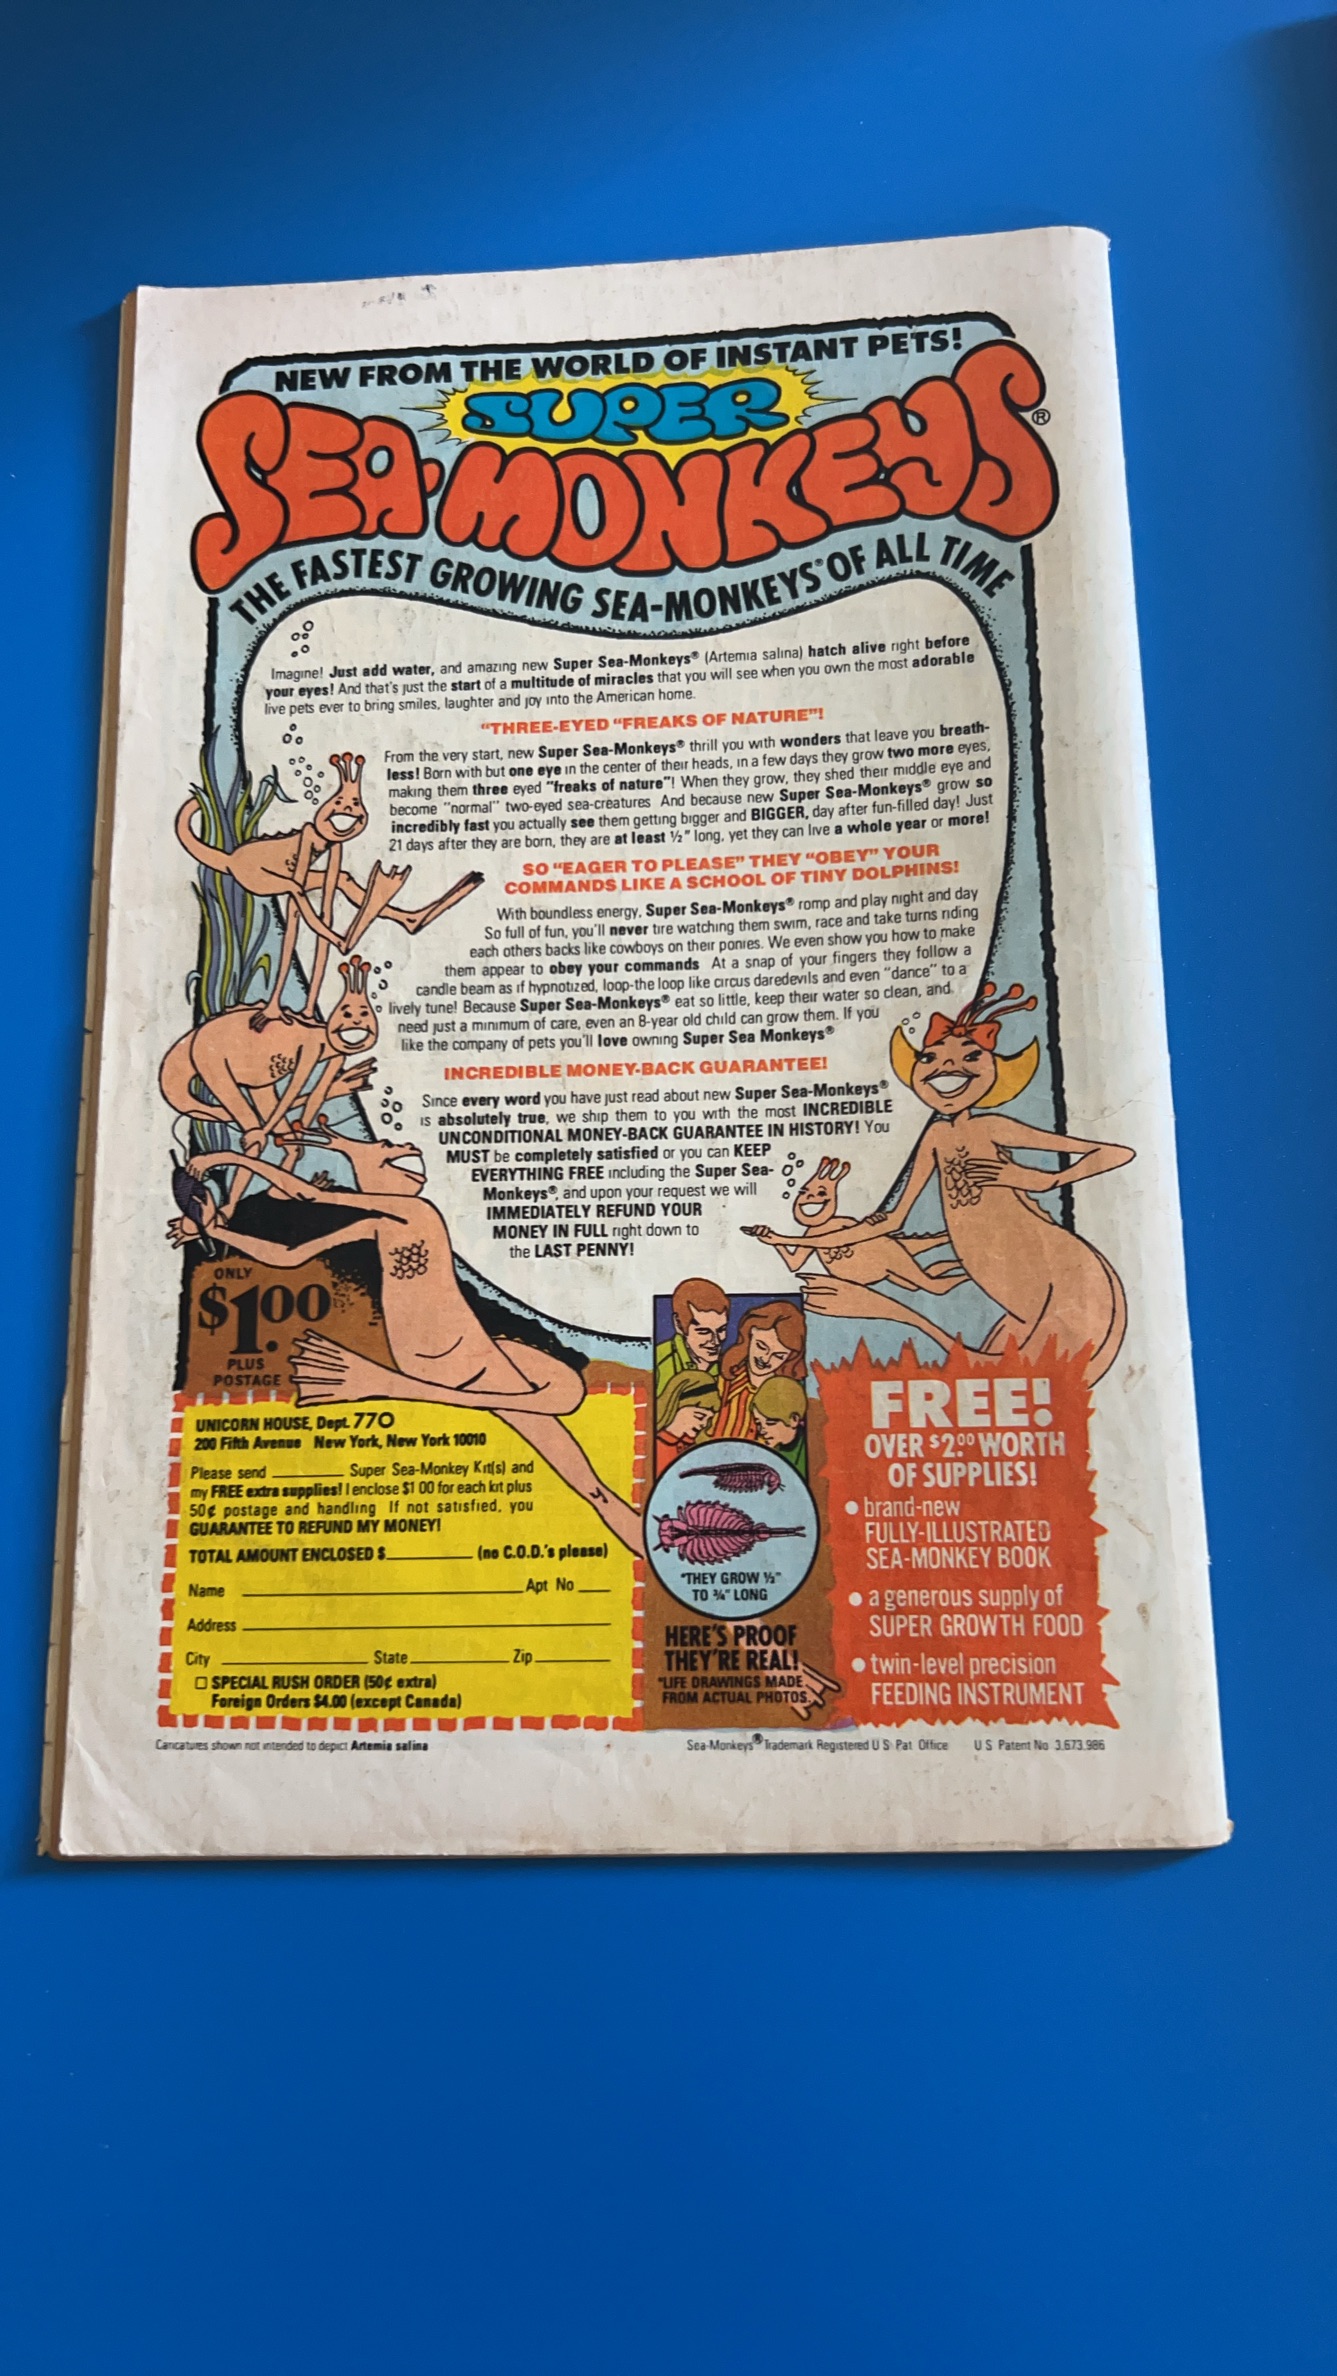 NEW FROM THE WORLD OF INSTANT PETS!
SUPER
SEA-MONKEYS®
THE FASTEST GROWING SEA-MONKEYS® OF ALL TIME
Imagine! Just add water, and amazing new Super Sea-Monkeys® (Artemia salina) hatch alive right before
your eyes! And that's just the start of a multitude of miracles that you will see when you own the most adorable
live pets ever to bring smiles, laughter and joy into the American home.
"THREE-EYED "FREAKS OF NATURE"!
From the very start, new Super Sea-Monkeys® thrill you with wonders that leave you breath-
less! Born with but one eye in the center of their heads, in a few days they grow two more eyes,
making them three eyed "freaks of nature"! When they grow, they shed their middle eye and
become "normal" two-eyed sea-creatures And because new Super Sea-Monkeys® grow so
incredibly fast you actually see them getting bigger and BIGGER, day after fun-filled day! Just
21 days after they are born, they are at least ½" long, yet they can live a whole year or more!
SO "EAGER TO PLEASE" THEY "OBEY" YOUR
COMMANDS LIKE A SCHOOL OF TINY DOLPHINS!
With boundless energy, Super Sea-Monkeys® romp and play night and day
So full of fun, you'll never tire watching them swim, race and take turns riding
each others backs like cowboys on their ponies. We even show you how to make
them appear to obey your commands At a snap of your fingers they follow a
candle beam as if hypnotized, loop-the loop like circus daredevils and even "dance" to a
lively tune! Because Super Sea-Monkeys® eat so little, keep their water so clean, and
need just a minimum of care, even an 8-year old child can grow them. If you
like the company of pets you'll love owning Super Sea Monkeys®
INCREDIBLE MONEY-BACK GUARANTEE!
Since every word you have just read about new Super Sea-Monkeys®
is absolutely true, we ship them to you with the most INCREDIBLE
UNCONDITIONAL MONEY-BACK GUARANTEE IN HISTORY! You
MUST be completely satisfied or you can KEEP
EVERYTHING FREE including the Super Sea-
Monkeys®, and upon your request we will
IMMEDIATELY REFUND YOUR
MONEY IN FULL right down to
the LAST PENNY!
ONLY
$1.00
PLUS
POSTAGE
UNICORN HOUSE, Dept. 770
200 Fifth Avenue New York, New York 10010
Please send ________ Super Sea-Monkey Kit(s) and
my FREE extra supplies! I enclose $1 00 for each kit plus
50¢ postage and handling If not satisfied, you
GUARANTEE TO REFUND MY MONEY!
TOTAL AMOUNT ENCLOSED $________ (no C.O.D.'s please)
Name ________ Apt No ____
Address ________
City ________ State ________ Zip ________
☐ SPECIAL RUSH ORDER (50¢ extra)
Foreign Orders $4.00 (except Canada)
"THEY GROW ½"
TO ¾" LONG
HERE'S PROOF
THEY'RE REAL!
*LIFE DRAWINGS MADE
FROM ACTUAL PHOTOS.
FREE!
OVER $2.00 WORTH
OF SUPPLIES!
• brand-new
FULLY-ILLUSTRATED
SEA-MONKEY BOOK
• a generous supply of
SUPER GROWTH FOOD
• twin-level precision
FEEDING INSTRUMENT
Caricatures shown not intended to depict Artemia salina
Sea-Monkeys® Trademark Registered U S Pat Office U S Patent No 3,673,986